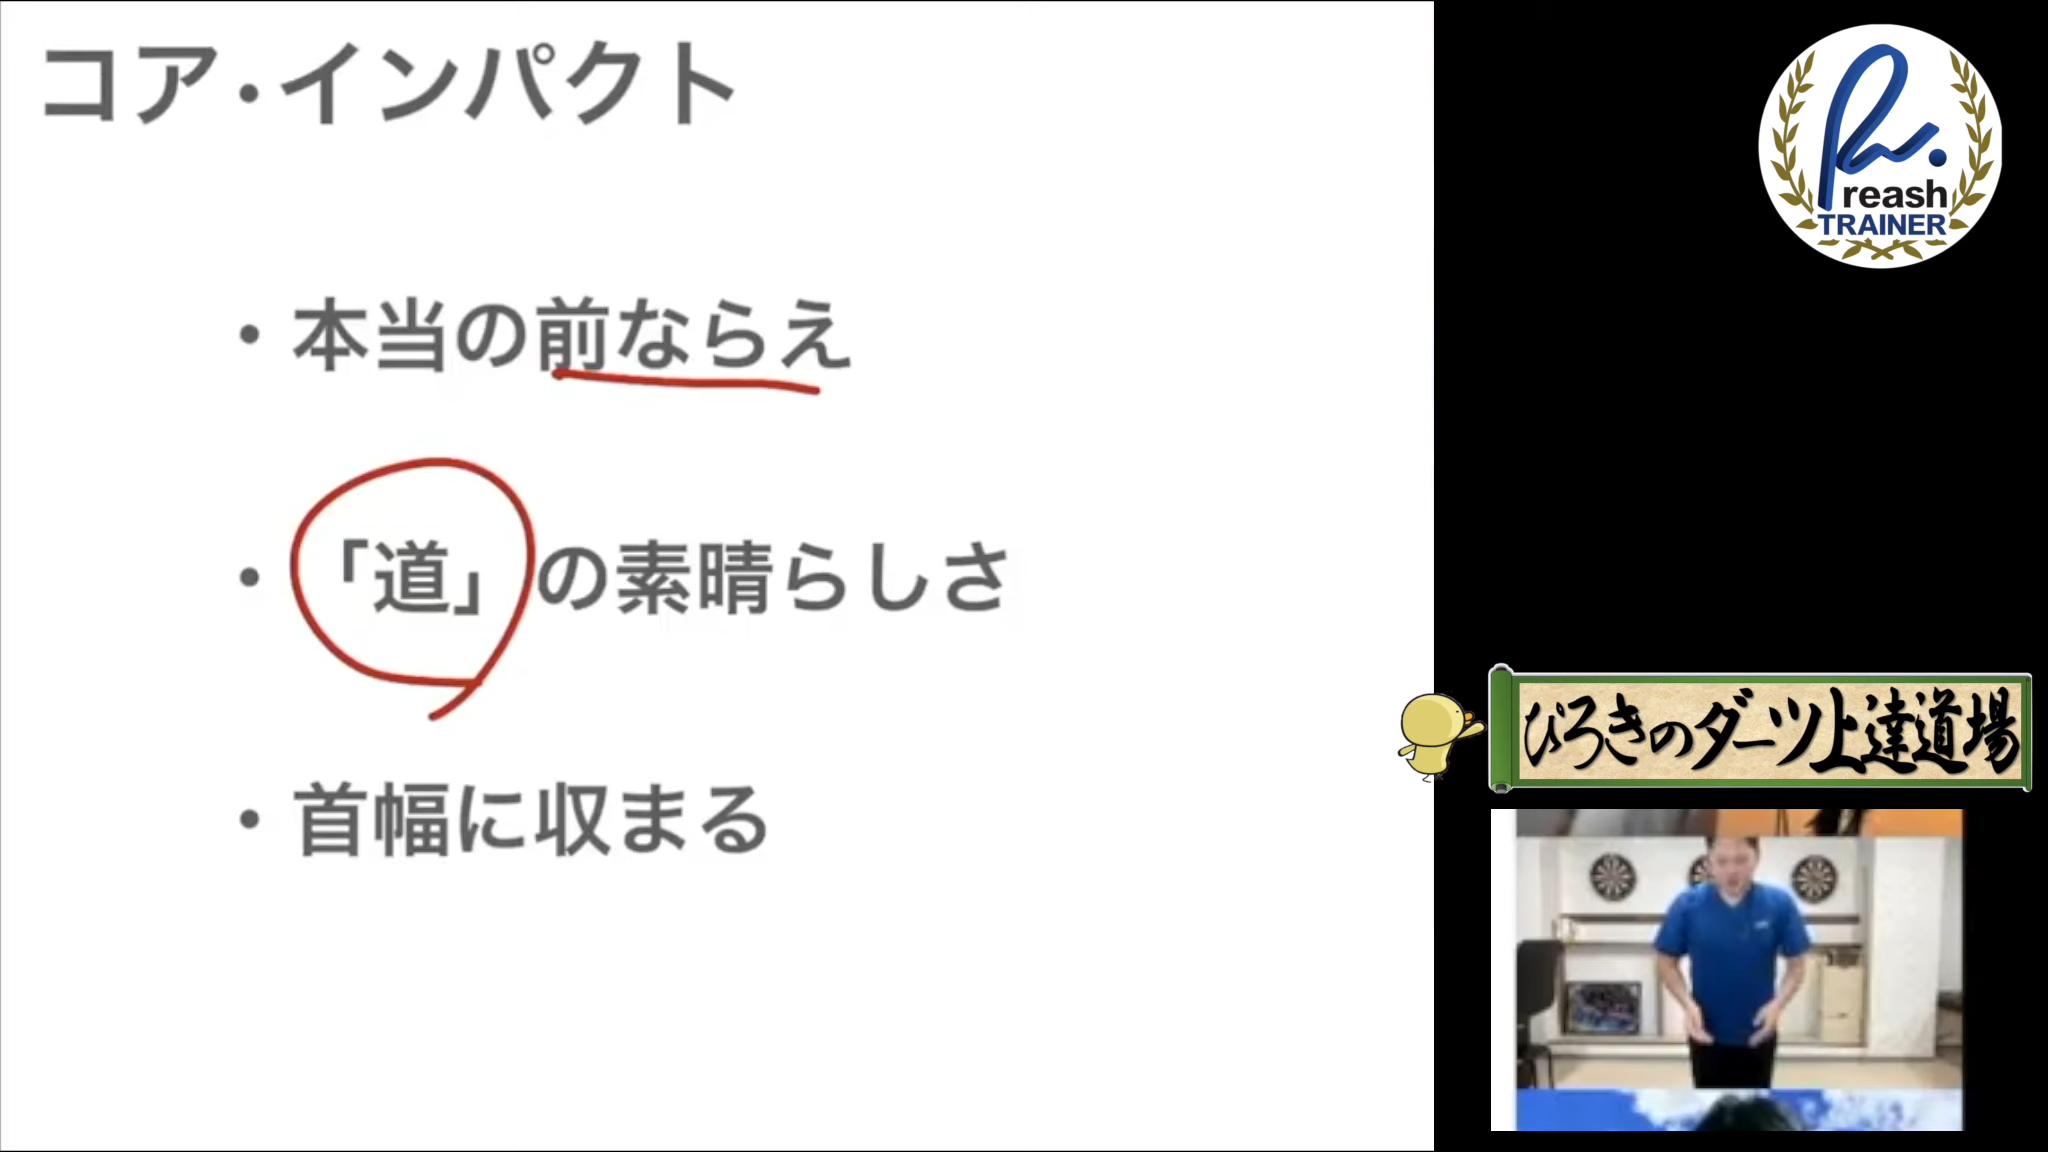 コア・インパクト
・本当の前ならえ
・「道」の素晴らしさ
・首幅に収まる
reash
TRAINER
ぴろきのダーツ上達道場